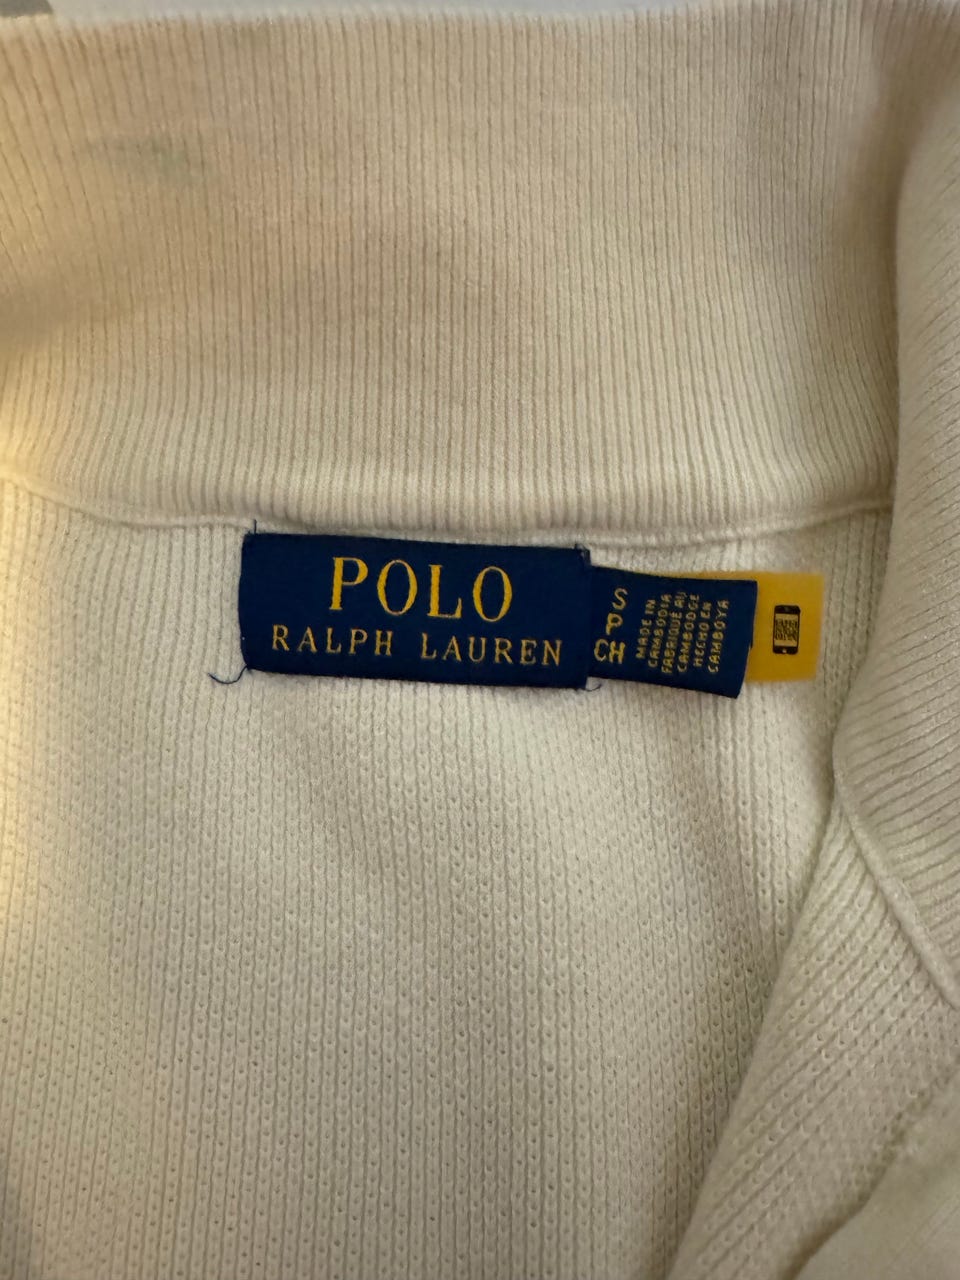 POLO
RALPH LAUREN
S
P
CH
MADE IN
CAMBODIA
FABRIQUÉ AU
CAMBODGE
HECHO EN
CAMBOYA